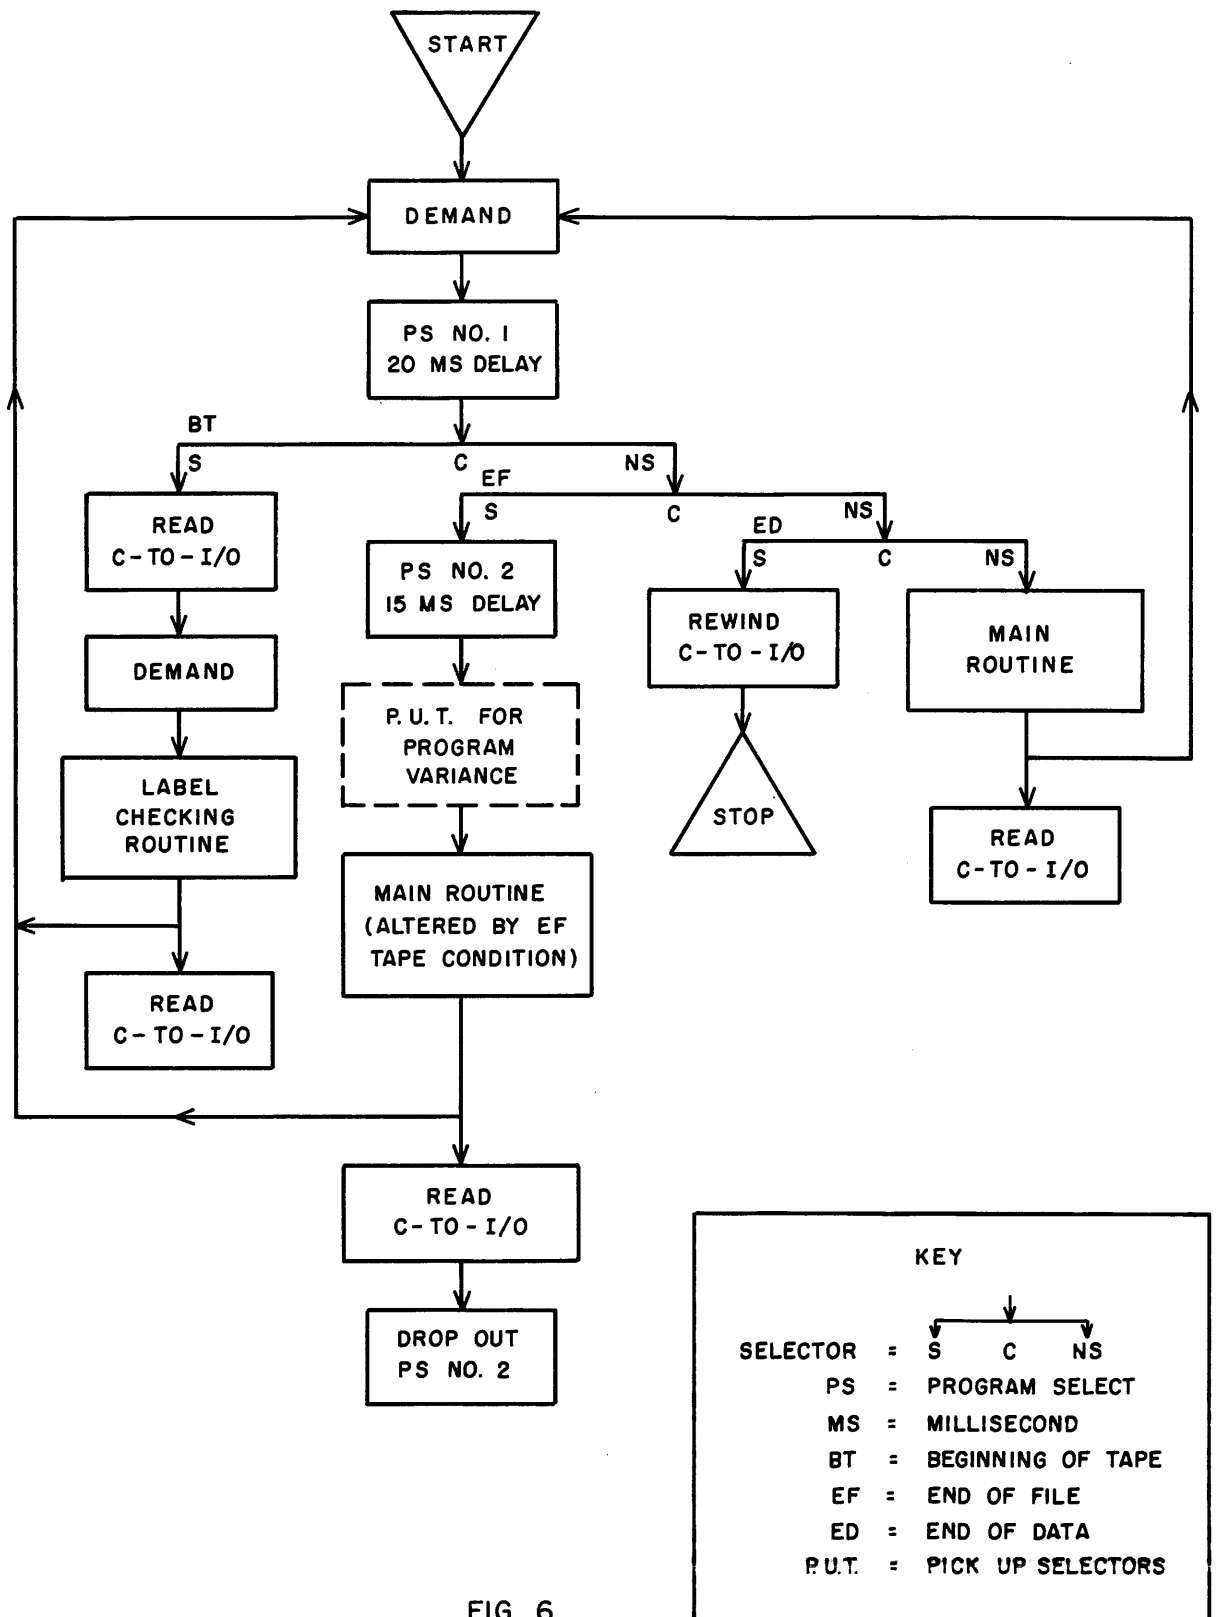 START
DEMAND
PS NO. 1
20 MS DELAY
BT
S
C
NS
EF
S
C
NS
ED
S
C
NS
READ
C-TO-I/O
DEMAND
LABEL
CHECKING
ROUTINE
READ
C-TO-I/O
PS NO. 2
15 MS DELAY
P.U.T. FOR
PROGRAM
VARIANCE
MAIN ROUTINE
(ALTERED BY EF
TAPE CONDITION)
READ
C-TO-I/O
DROP OUT
PS NO. 2
REWIND
C-TO-I/O
STOP
MAIN
ROUTINE
READ
C-TO-I/O
KEY
SELECTOR = S C NS
PS = PROGRAM SELECT
MS = MILLISECOND
BT = BEGINNING OF TAPE
EF = END OF FILE
ED = END OF DATA
P.U.T. = PICK UP SELECTORS
FIG. 6